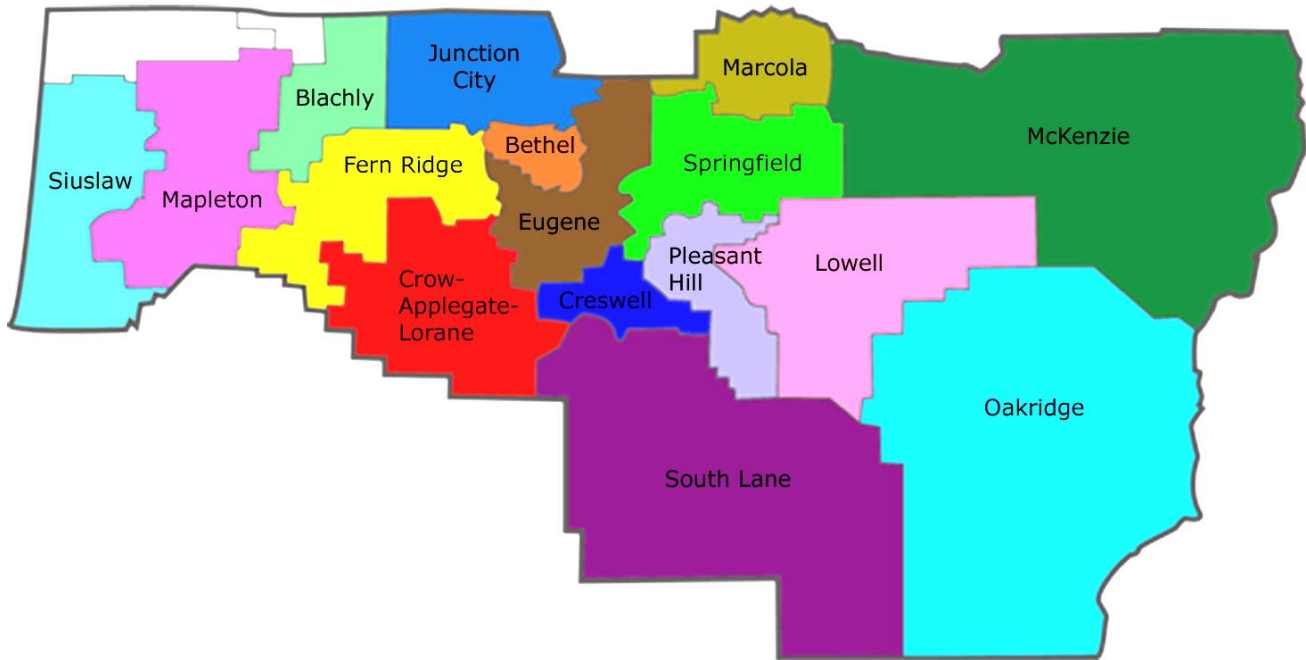 Junction
City
Marcola
Blachly
McKenzie
Bethel
Fern Ridge
Springfield
Siuslaw
Mapleton
Eugene
Pleasant
Hill
Lowell
Crow-
Applegate-
Lorane
Creswell
Oakridge
South Lane